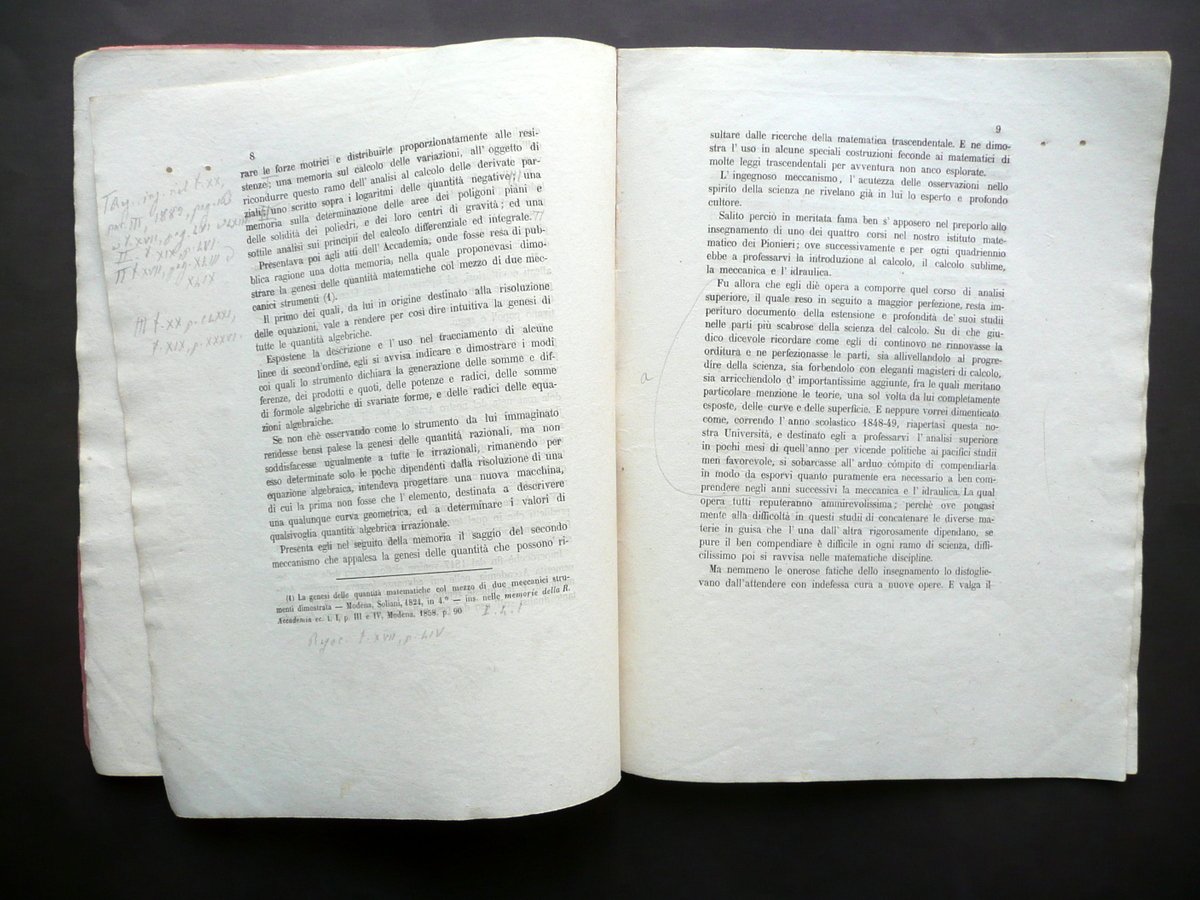 8
rare le forze motrici e distribuirle proporzionatamente alle resi-
stenze; una memoria sul calcolo delle variazioni, all'oggetto di
ricondurre questo ramo dell'analisi al calcolo delle derivate par-
ziali; uno scritto sopra i logaritmi delle quantità negative; una
memoria sulla determinazione delle aree dei poligoni piani e
delle solidità dei poliedri, e dei loro centri di gravità; ed una
sottile analisi sui principii del calcolo differenziale ed integrale.
Presentava poi agli atti dell'Accademia, onde fosse resa di pub-
blica ragione una dotta memoria, nella quale proponevasi dimo-
strare la genesi delle quantità matematiche col mezzo di due mec-
canici strumenti (1).
Il primo dei quali, da lui in origine destinato alla risoluzione
delle equazioni, vale a rendere per così dire intuitiva la genesi di
tutte le quantità algebriche.
Espostene la descrizione e l'uso nel tracciamento di alcune
linee di second'ordine, egli si avvisa indicare e dimostrare i modi
coi quali lo strumento dichiara la generazione delle somme e dif-
ferenze, dei prodotti e quoti, delle potenze e radici, delle somme
di formole algebriche di svariate forme, e delle radici delle equa-
zioni algebraiche.
Se non chè osservando come lo strumento da lui immaginato
rendesse bensì palese la genesi delle quantità razionali, ma non
soddisfacesse ugualmente a tutte le irrazionali, rimanendo per
esso determinate solo le poche dipendenti dalla risoluzione di una
equazione algebraica, intendeva progettare una nuova macchina,
di cui la prima non fosse che l'elemento, destinata a descrivere
una qualunque curva geometrica, ed a determinare i valori di
qualsivoglia quantità algebrica irrazionale.
Presenta egli nel seguito della memoria il saggio del secondo
meccanismo che appalesa la genesi delle quantità che possono ri-
(1) La genesi delle quantità matematiche col mezzo di due meccanici stru-
menti dimostrata — Modena, Soliani, 1824, in 4.º — ins. nelle memorie della R.
Accademia ec. t. I, p. III e IV. Modena, 1858. p. 90
t. XVII, p. LIV.
III t. XX p.
t. XIX, p. XXXVI.
9
sultare dalle ricerche della matematica trascendentale. E ne dimo-
stra l'uso in alcune speciali costruzioni feconde ai matematici di
molte leggi trascendentali per avventura non anco esplorate.
L'ingegnoso meccanismo, l'acutezza delle osservazioni nello
spirito della scienza ne rivelano già in lui lo esperto e profondo
cultore.
Salito perciò in meritata fama ben s'apposero nel preporlo allo
insegnamento di uno dei quattro corsi nel nostro istituto mate-
matico dei Pionieri; ove successivamente e per ogni quadriennio
ebbe a professarvi la introduzione al calcolo, il calcolo sublime,
la meccanica e l'idraulica.
Fu allora che egli diè opera a comporre quel corso di analisi
superiore, il quale reso in seguito a maggior perfezione, resta im-
perituro documento della estensione e profondità de' suoi studii
nelle parti più scabrose della scienza del calcolo. Su di che giu-
dico dicevole ricordare come egli di continovo ne rinnovasse la
orditura e ne perfezionasse le parti, sia allivellandolo ai progre-
dire della scienza, sia forbendolo con eleganti magisteri di calcolo,
sia arricchendolo d'importantissime aggiunte, fra le quali meritano
particolare menzione le teorie, una sol volta da lui completamente
esposte, delle curve e delle superficie. E neppure vorrei dimenticato
come, correndo l'anno scolastico 1848-49, riapertasi questa no-
stra Università, e destinato egli a professarvi l'analisi superiore
in pochi mesi di quell'anno per vicende politiche ai pacifici studii
men favorevole, si sobarcasse all'arduo cómpito di compendiarla
in modo da esporvi quanto puramente era necessario a ben com-
prendere negli anni successivi la meccanica e l'idraulica. La qual
opera tutti reputeranno ammirevolissima; perchè ove pongasi
mente alla difficoltà in questi studii di concatenare le diverse ma-
terie in guisa che l'una dall'altra rigorosamente dipendano, se
pure il ben compendiare è difficile in ogni ramo di scienza, diffi-
cilissimo poi si ravvisa nelle matematiche discipline.
Ma nemmeno le onerose fatiche dello insegnamento lo distoglie-
vano dall'attendere con indefessa cura a nuove opere. E valga il-
a